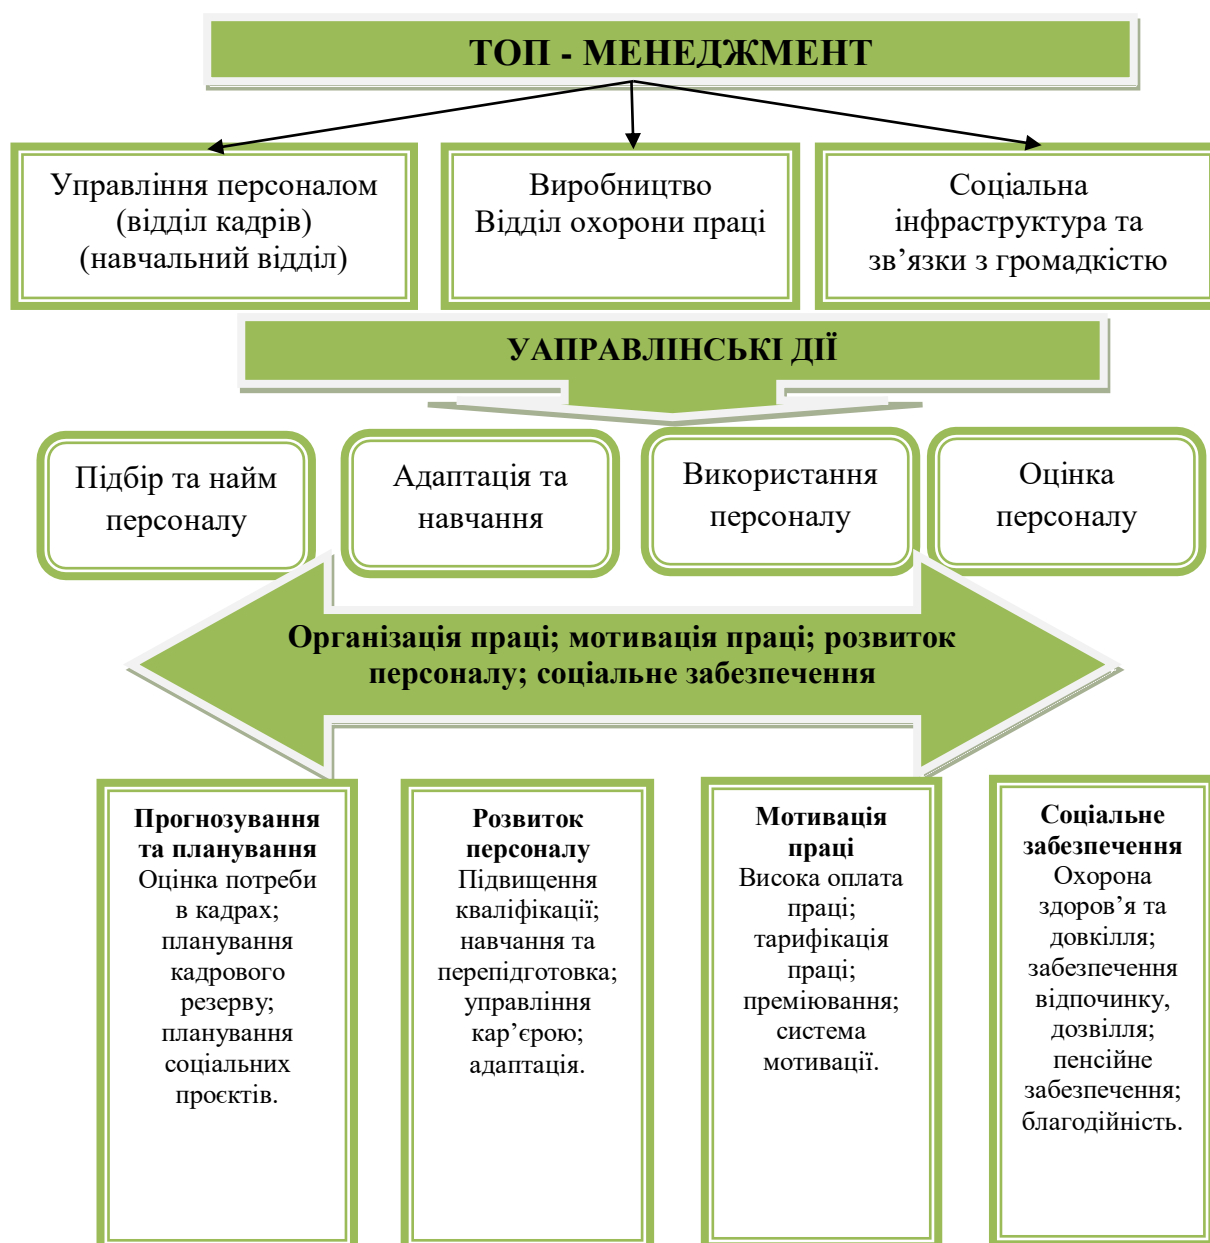 ТОП - МЕНЕДЖМЕНТ
Управління персоналом
(відділ кадрів)
(навчальний відділ)
Виробництво
Відділ охорони праці
Соціальна
інфраструктура та
зв’язки з громадкістю
УАПРАВЛІНСЬКІ ДІЇ
Підбір та найм
персоналу
Адаптація та
навчання
Використання
персоналу
Оцінка
персоналу
Організація праці; мотивація праці; розвиток
персоналу; соціальне забезпечення
Прогнозування
та планування
Оцінка потреби
в кадрах;
планування
кадрового
резерву;
планування
соціальних
проєктів.
Розвиток
персоналу
Підвищення
кваліфікації;
навчання та
перепідготовка;
управління
кар’єрою;
адаптація.
Мотивація
праці
Висока оплата
праці;
тарифікація
праці;
преміювання;
система
мотивації.
Соціальне
забезпечення
Охорона
здоров’я та
довкілля;
забезпечення
відпочинку,
дозвілля;
пенсійне
забезпечення;
благодійність.